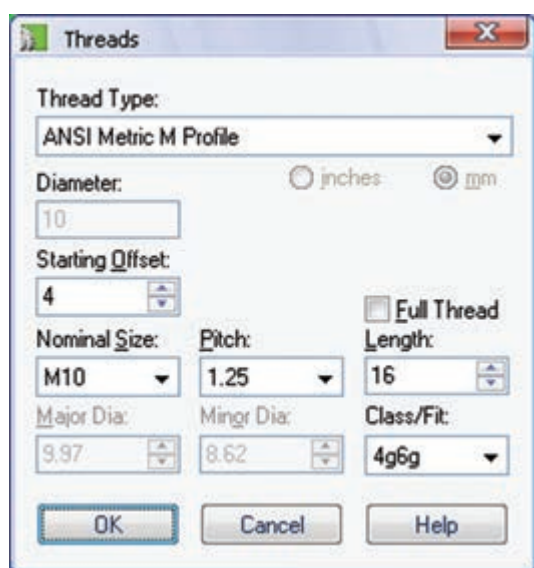 Threads
Thread Type:
ANSI Metric M Profile
Diameter:
inches mm
10
Starting Offset:
4
Full Thread
Nominal Size: Pitch: Length:
M10 1.25 16
Major Dia: Minor Dia: Class/Fit:
9.97 8.62 4g6g
OK Cancel Help